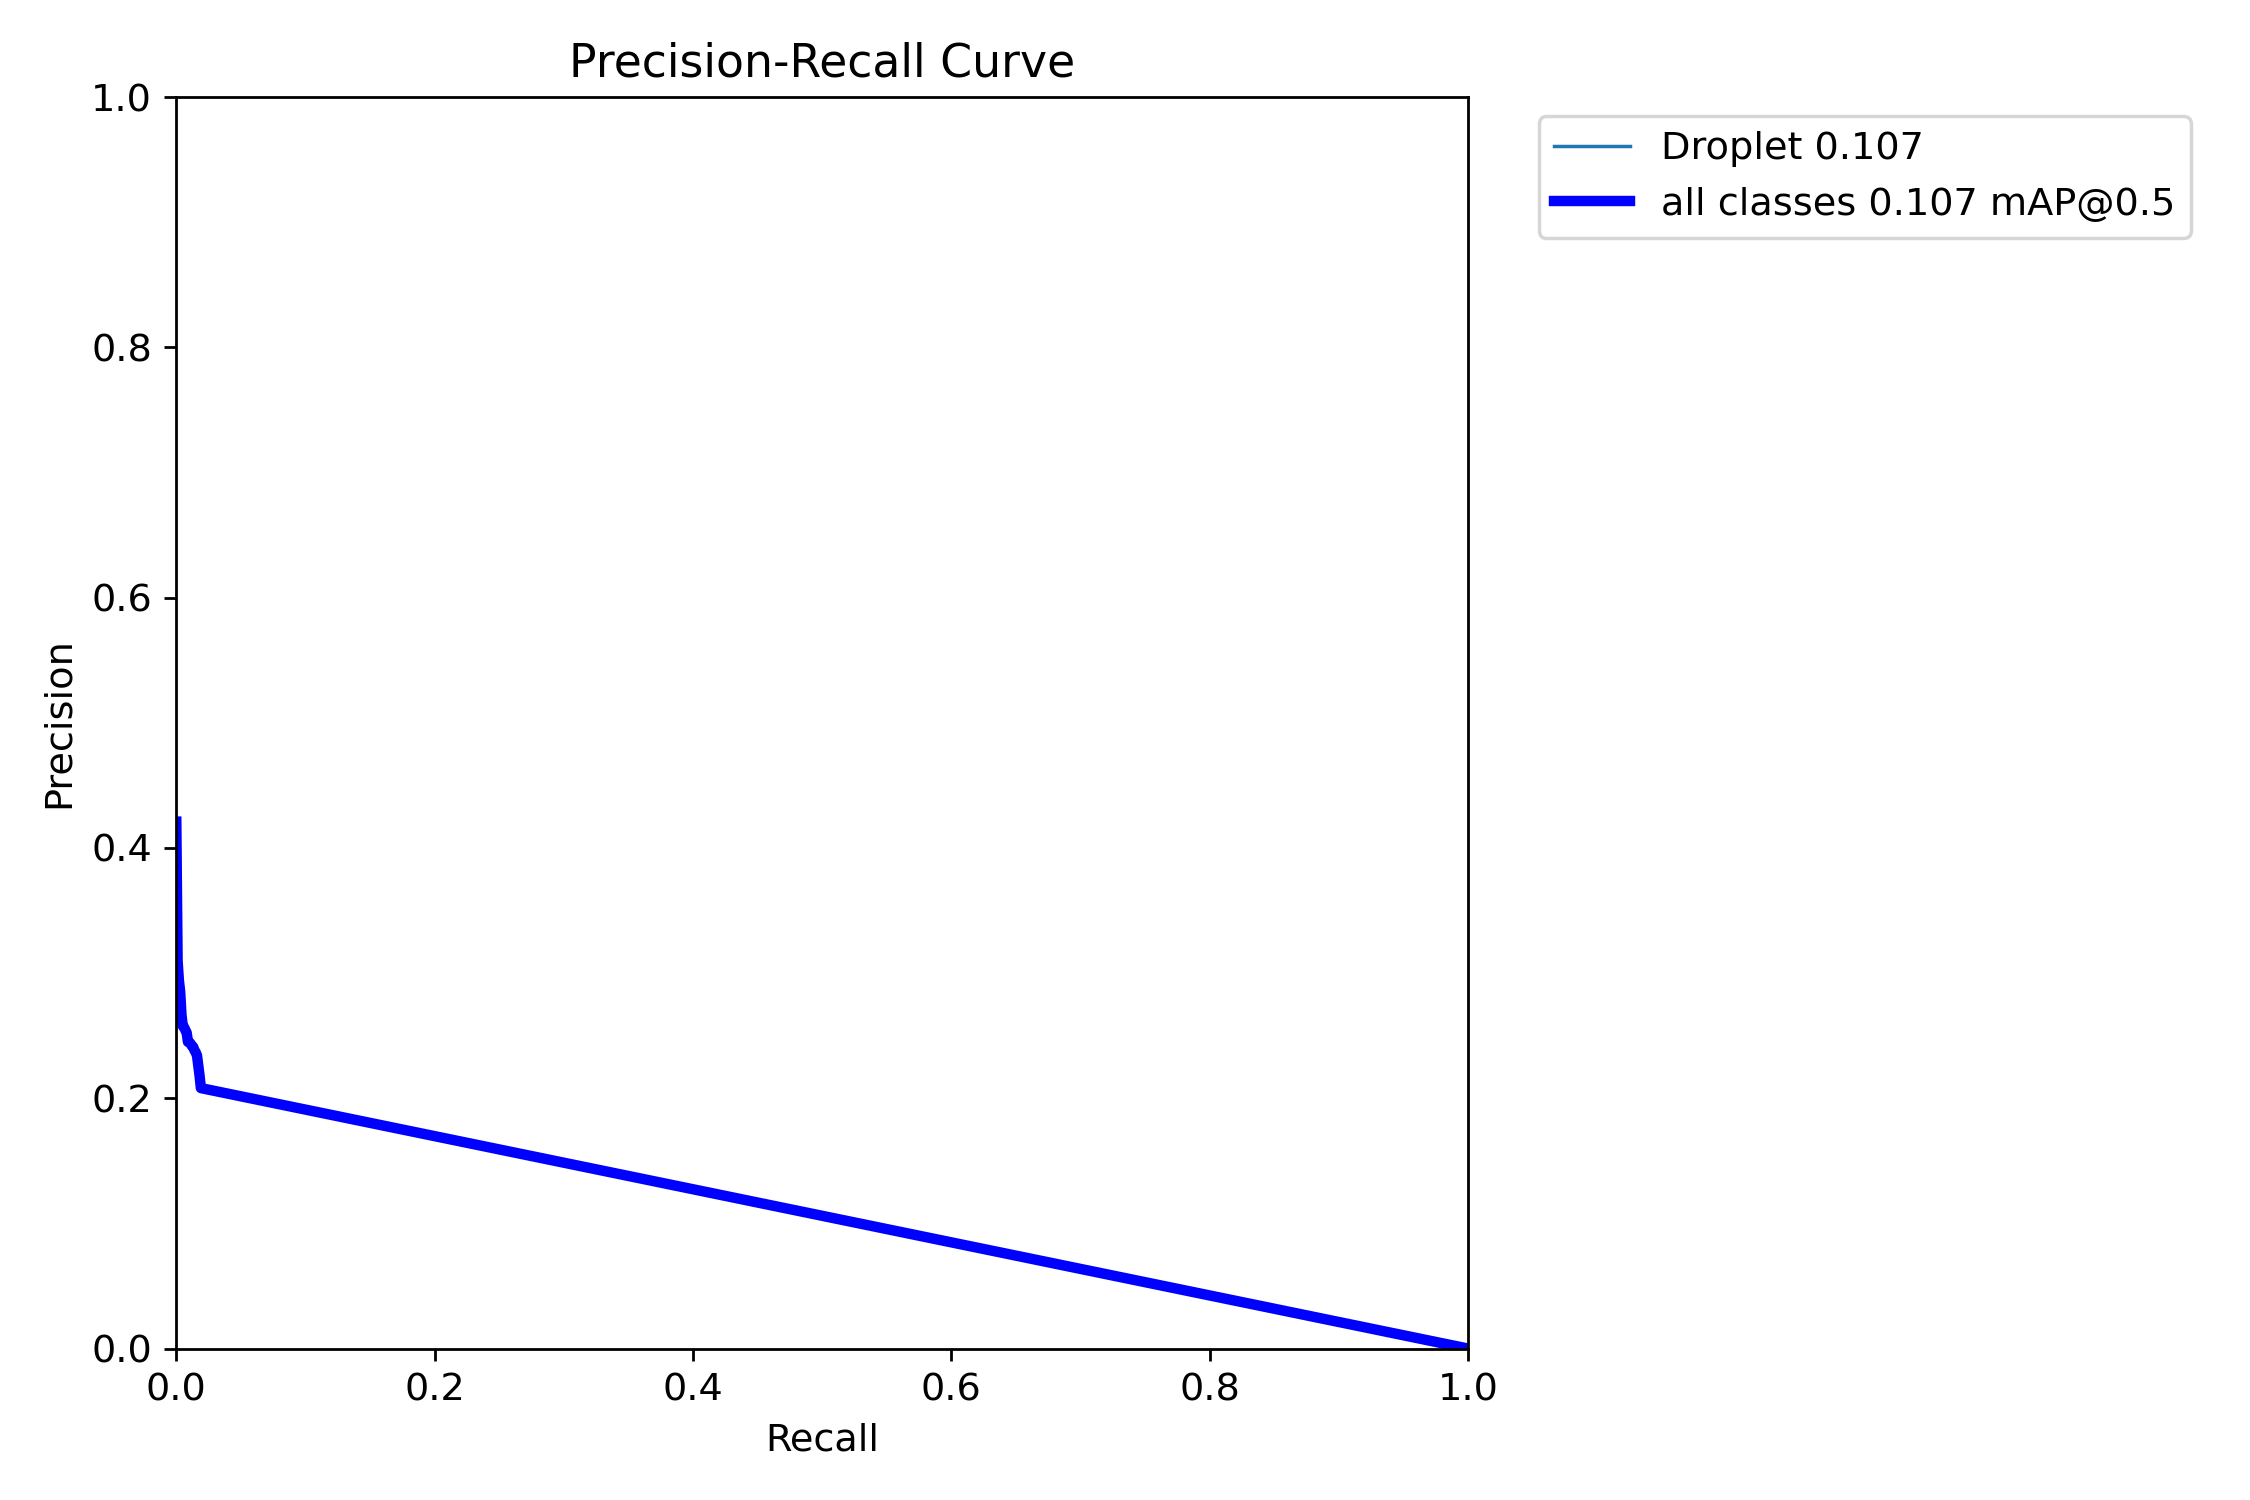 Precision-Recall Curve
1.0
0.8
0.6
0.4
0.2
0.0
Precision
0.0 0.2 0.4 0.6 0.8 1.0
Recall
Droplet 0.107
all classes 0.107 mAP@0.5